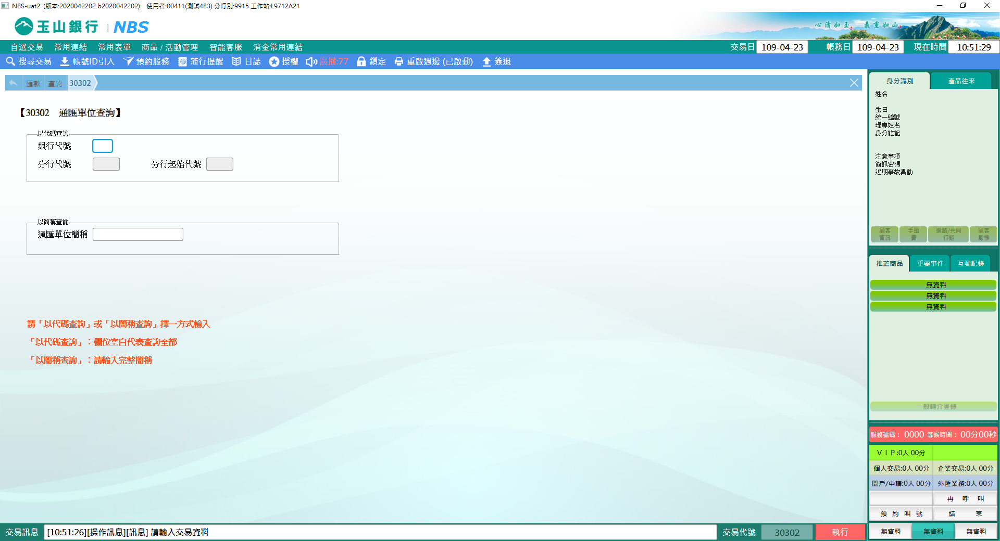 NBS-uat2 (版本:2020042202.b2020042202) 使用者:00411(測試483) 分行別:9915 工作站:L9712A21
玉山銀行 | NBS
心清如玉 義重如山
自選交易 常用連結 常用表單 商品 / 活動管理 智能客服 消金常用連結 交易日 109-04-23 帳務日 109-04-23 現在時間 10:51:29
搜尋交易 帳號ID引入 預約服務 蒞行提醒 日誌 授權 廣播:77 鎖定 重啟週邊 (已啟動) 簽退
匯款 查詢 30302
【30302 通匯單位查詢】
以代碼查詢
銀行代號
分行代號 分行起始代號
以簡稱查詢
通匯單位簡稱
請「以代碼查詢」或「以簡稱查詢」擇一方式輸入
「以代碼查詢」：欄位空白代表查詢全部
「以簡稱查詢」：請輸入完整簡稱
身分識別 產品往來
姓名
生日
統一編號
理專姓名
身分註記
注意事項
簡訊密碼
近期事故異動
顧客資訊 手續費 通路/共同行銷 顧客影像
推薦商品 重要事件 互動記錄
無資料
無資料
無資料
一般轉介登錄
服務號碼： 0000 等候時間： 00分00秒
ＶＩＰ:0人 00分
個人交易:0人 00分 企業交易:0人 00分
開戶/申請:0人 00分 外匯業務:0人 00分
再 呼 叫
預 約 叫 號 結 束
無資料 無資料 無資料
交易訊息 [10:51:26][操作訊息][訊息] 請輸入交易資料 交易代號 30302 執行